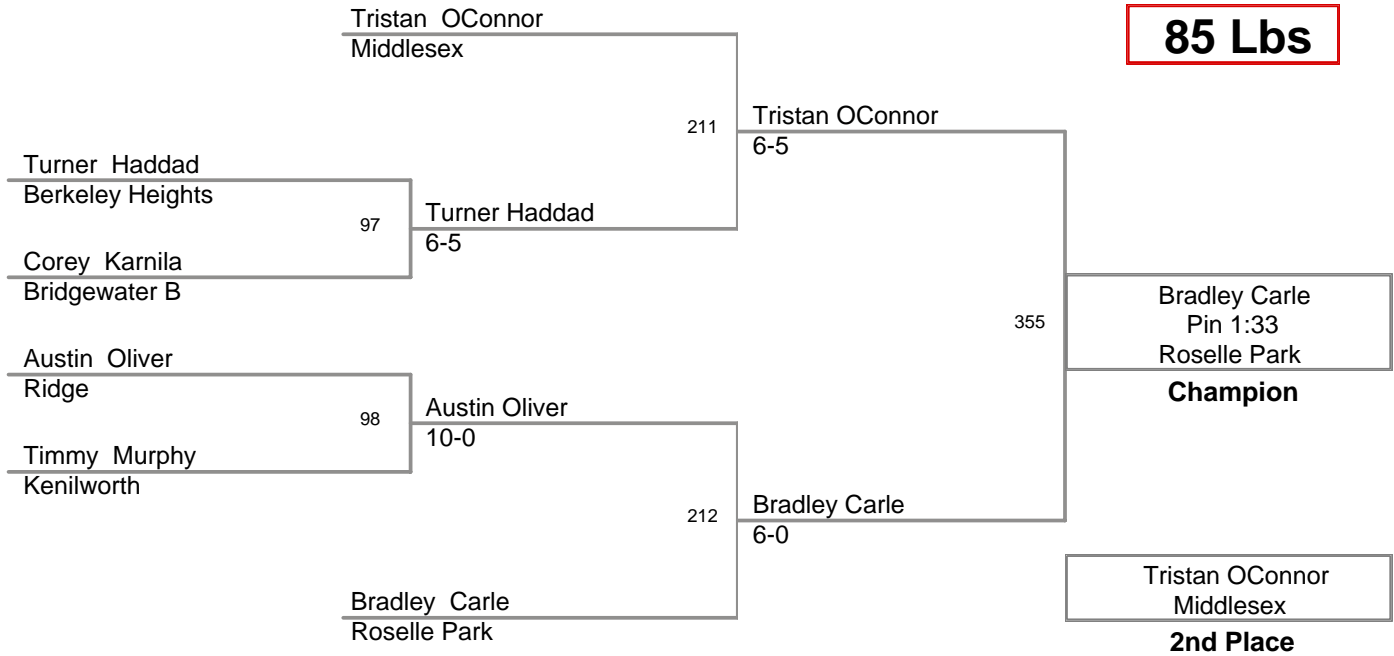 Tristan OConnor
Middlesex
85 Lbs
211
Tristan OConnor
6-5
Turner Haddad
Berkeley Heights
97
Turner Haddad
6-5
Corey Karnila
Bridgewater B
355
Bradley Carle
Pin 1:33
Roselle Park
Champion
Austin Oliver
Ridge
98
Austin Oliver
10-0
Timmy Murphy
Kenilworth
212
Bradley Carle
6-0
Bradley Carle
Roselle Park
Tristan OConnor
Middlesex
2nd Place